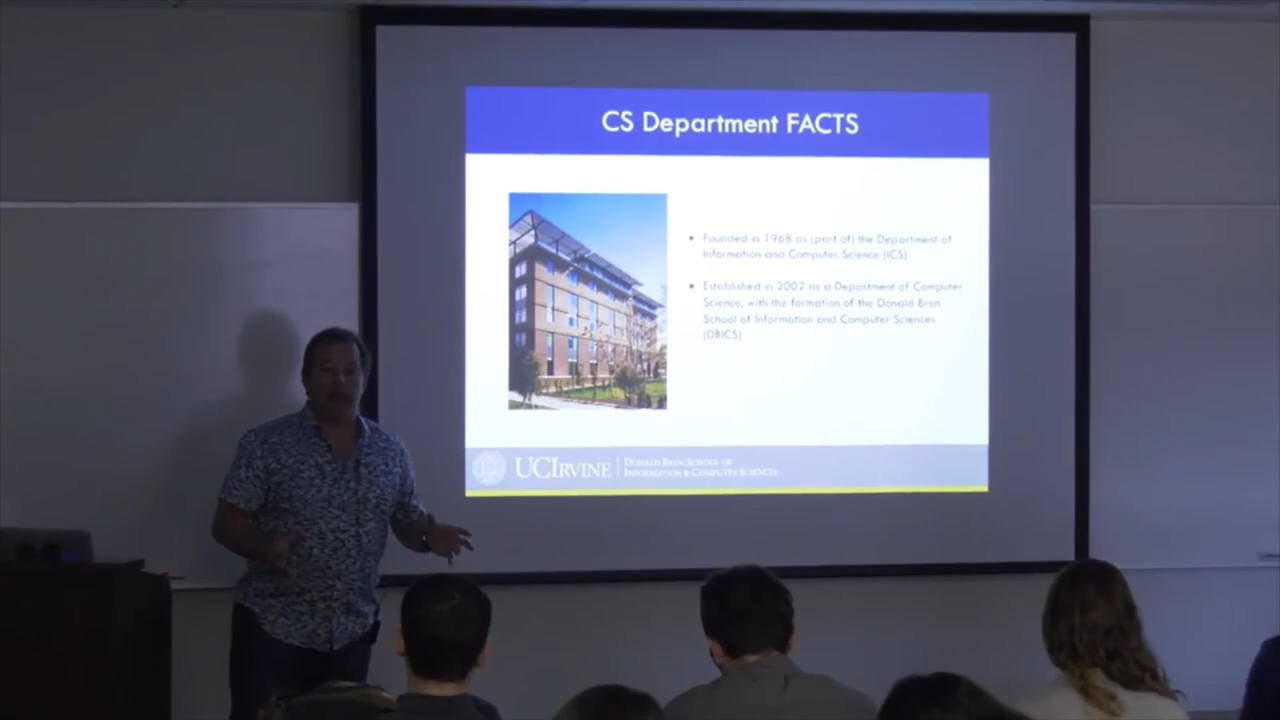 CS Department FACTS
• Founded in 1968 as (part of) the Department of
Information and Computer Science (ICS)
• Established in 2002 as a Department of Computer
Science, with the formation of the Donald Bren
School of Information and Computer Sciences
(DBICS)
UCIRVINE
DONALD BREN SCHOOL OF
INFORMATION & COMPUTER SCIENCES